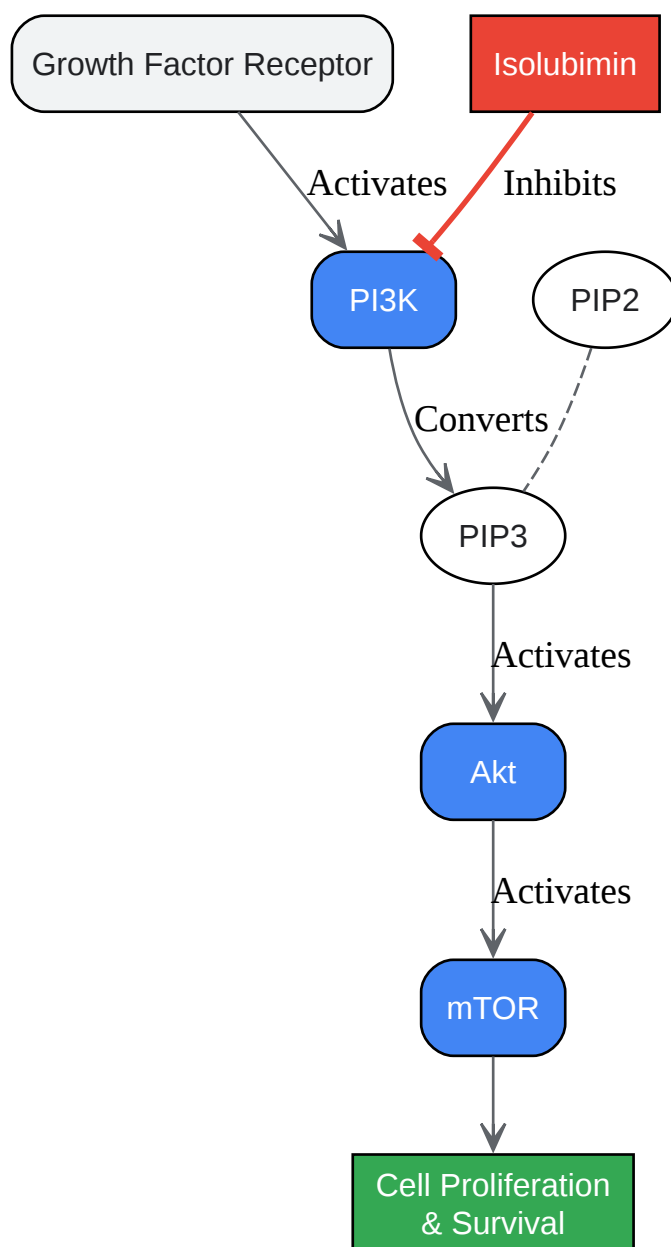 Growth Factor Receptor
Isolubimin
Activates
Inhibits
PI3K
PIP2
Converts
PIP3
Activates
Akt
Activates
mTOR
Cell Proliferation
& Survival